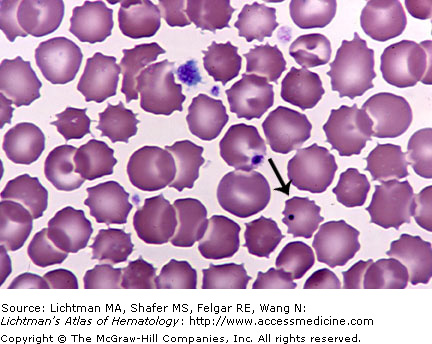 Source: Lichtman MA, Shafer MS, Felgar RE, Wang N:
Lichtman's Atlas of Hematology: http://www.accessmedicine.com
Copyright © The McGraw-Hill Companies, Inc. All rights reserved.